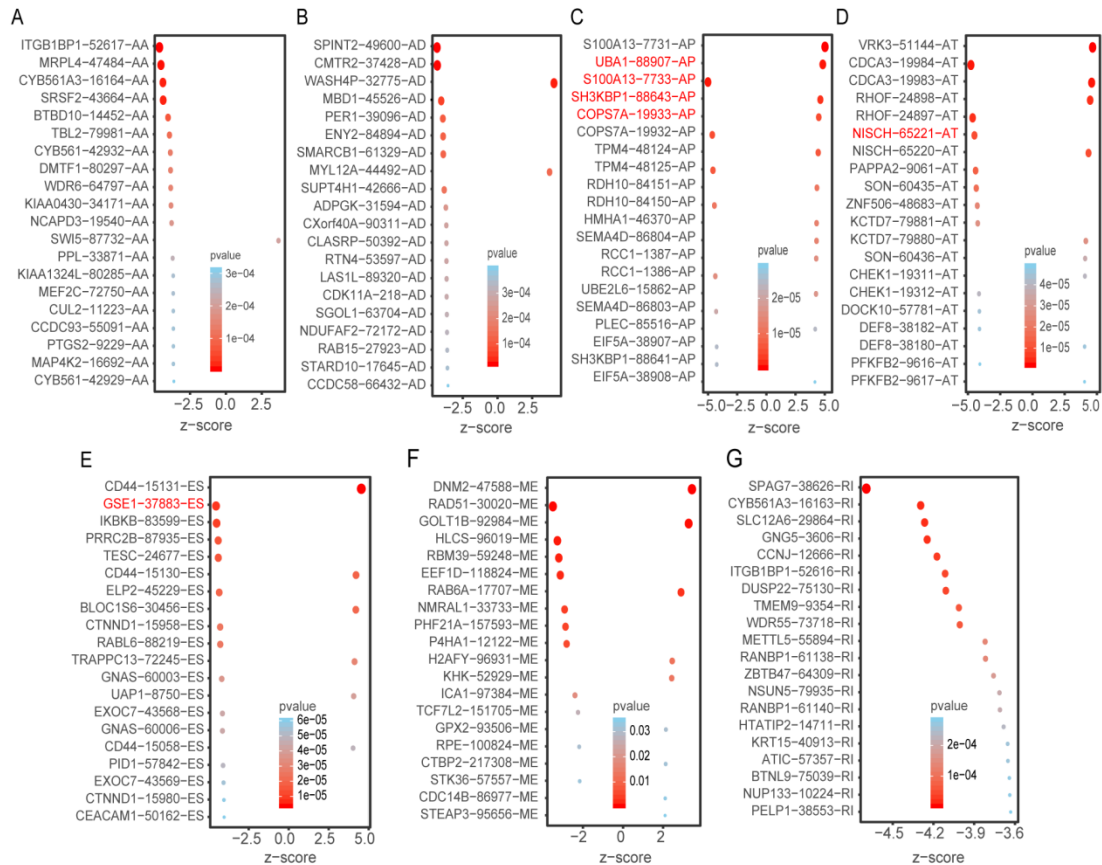 A
ITGB1BP1−52617−AA
MRPL4−47484−AA
CYB561A3−16164−AA
SRSF2−43664−AA
BTBD10−14452−AA
TBL2−79981−AA
CYB561−42932−AA
DMTF1−80297−AA
WDR6−64797−AA
KIAA0430−34171−AA
NCAPD3−19540−AA
SWI5−87732−AA
PPL−33871−AA
KIAA1324L−80285−AA
MEF2C−72750−AA
CUL2−11223−AA
CCDC93−55091−AA
PTGS2−9229−AA
MAP4K2−16692−AA
CYB561−42929−AA
pvalue
3e−04
2e−04
1e−04
−2.5 0.0 2.5
z−score
B
SPINT2−49600−AD
CMTR2−37428−AD
WASH4P−32775−AD
MBD1−45526−AD
PER1−39096−AD
ENY2−84894−AD
SMARCB1−61329−AD
MYL12A−44492−AD
SUPT4H1−42666−AD
ADPGK−31594−AD
CXorf40A−90311−AD
CLASRP−50392−AD
RTN4−53597−AD
LAS1L−89320−AD
CDK11A−218−AD
SGOL1−63704−AD
NDUFAF2−72172−AD
RAB15−27923−AD
STARD10−17645−AD
CCDC58−66432−AD
pvalue
3e−04
2e−04
1e−04
−2.5 0.0 2.5
z−score
C
S100A13−7731−AP
UBA1−88907−AP
S100A13−7733−AP
SH3KBP1−88643−AP
COPS7A−19933−AP
COPS7A−19932−AP
TPM4−48124−AP
TPM4−48125−AP
RDH10−84151−AP
RDH10−84150−AP
HMHA1−46370−AP
SEMA4D−86804−AP
RCC1−1387−AP
RCC1−1386−AP
UBE2L6−15862−AP
SEMA4D−86803−AP
PLEC−85516−AP
EIF5A−38907−AP
SH3KBP1−88641−AP
EIF5A−38908−AP
pvalue
2e−05
1e−05
−5.0 −2.5 0.0 2.5 5.0
z−score
D
VRK3−51144−AT
CDCA3−19984−AT
CDCA3−19983−AT
RHOF−24898−AT
RHOF−24897−AT
NISCH−65221−AT
NISCH−65220−AT
PAPPA2−9061−AT
SON−60435−AT
ZNF506−48683−AT
KCTD7−79881−AT
KCTD7−79880−AT
SON−60436−AT
CHEK1−19311−AT
CHEK1−19312−AT
DOCK10−57781−AT
DEF8−38182−AT
DEF8−38180−AT
PFKFB2−9616−AT
PFKFB2−9617−AT
pvalue
4e−05
3e−05
2e−05
1e−05
−5.0 −2.5 0.0 2.5 5.0
z−score
E
CD44−15131−ES
GSE1−37883−ES
IKBKB−83599−ES
PRRC2B−87935−ES
TESC−24677−ES
CD44−15130−ES
ELP2−45229−ES
BLOC1S6−30456−ES
CTNND1−15958−ES
RABL6−88219−ES
TRAPPC13−72245−ES
GNAS−60003−ES
UAP1−8750−ES
EXOC7−43568−ES
GNAS−60006−ES
CD44−15058−ES
PID1−57842−ES
EXOC7−43569−ES
CTNND1−15980−ES
CEACAM1−50162−ES
pvalue
6e−05
5e−05
4e−05
3e−05
2e−05
1e−05
−2.5 0.0 2.5 5.0
z−score
F
DNM2−47588−ME
RAD51−30020−ME
GOLT1B−92984−ME
HLCS−96019−ME
RBM39−59248−ME
EEF1D−118824−ME
RAB6A−17707−ME
NMRAL1−33733−ME
PHF21A−157593−ME
P4HA1−12122−ME
H2AFY−96931−ME
KHK−52929−ME
ICA1−97384−ME
TCF7L2−151705−ME
GPX2−93506−ME
RPE−100824−ME
CTBP2−217308−ME
STK36−57557−ME
CDC14B−86977−ME
STEAP3−95656−ME
pvalue
0.03
0.02
0.01
−2 0 2
z−score
G
SPAG7−38626−RI
CYB561A3−16163−RI
SLC12A6−29864−RI
GNG5−3606−RI
CCNJ−12666−RI
ITGB1BP1−52616−RI
DUSP22−75130−RI
TMEM9−9354−RI
WDR55−73718−RI
METTL5−55894−RI
RANBP1−61138−RI
ZBTB47−64309−RI
NSUN5−79935−RI
RANBP1−61140−RI
HTATIP2−14711−RI
KRT15−40913−RI
ATIC−57357−RI
BTNL9−75039−RI
NUP133−10224−RI
PELP1−38553−RI
pvalue
2e−04
1e−04
−4.5 −4.2 −3.9 −3.6
z−score